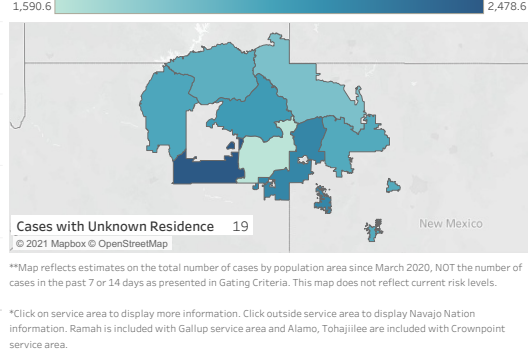 1,590.6 2,478.6
New Mexico
Cases with Unknown Residence 19
© 2021 Mapbox © OpenStreetMap
**Map reflects estimates on the total number of cases by population area since March 2020, NOT the number of
cases in the past 7 or 14 days as presented in Gating Criteria. This map does not reflect current risk levels.
*Click on service area to display more information. Click outside service area to display Navajo Nation
information. Ramah is included with Gallup service area and Alamo, Tohajiilee are included with Crownpoint
service area.